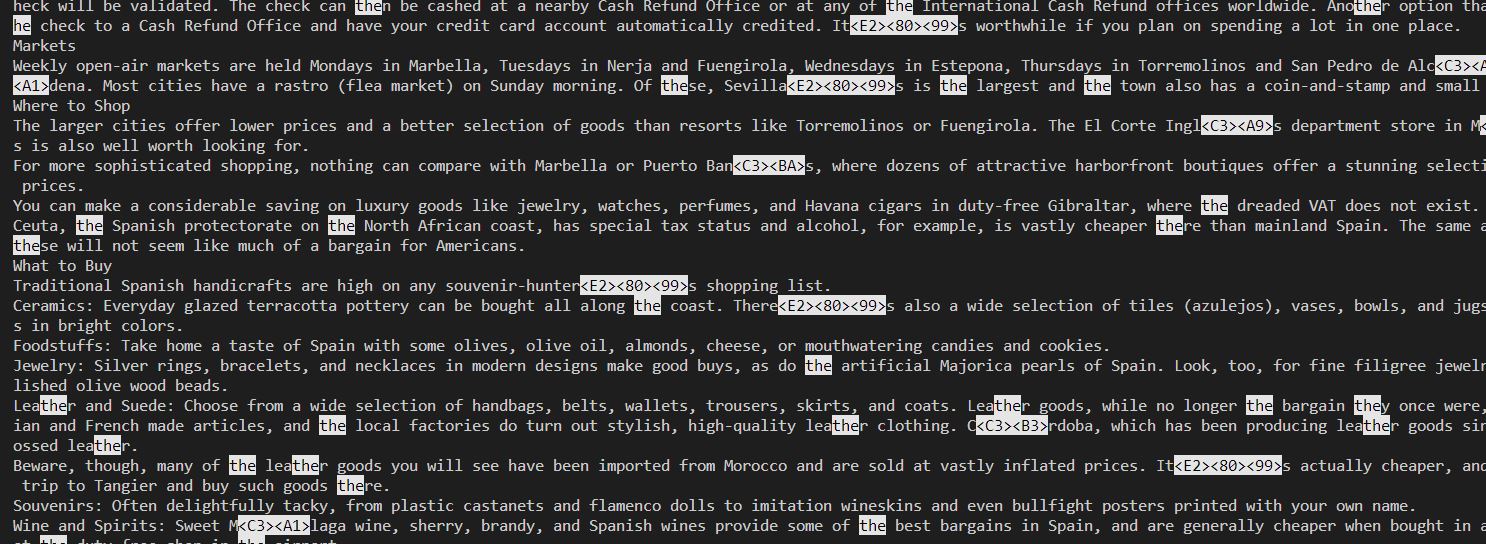 heck will be validated. The check can then be cashed at a nearby Cash Refund Office or at any of the International Cash Refund offices worldwide. Another option tha
he check to a Cash Refund Office and have your credit card account automatically credited. It<E2><80><99>s worthwhile if you plan on spending a lot in one place.
Markets
Weekly open-air markets are held Mondays in Marbella, Tuesdays in Nerja and Fuengirola, Wednesdays in Estepona, Thursdays in Torremolinos and San Pedro de Alc<C3><A
<A1>dena. Most cities have a rastro (flea market) on Sunday morning. Of these, Sevilla<E2><80><99>s is the largest and the town also has a coin-and-stamp and small
Where to Shop
The larger cities offer lower prices and a better selection of goods than resorts like Torremolinos or Fuengirola. The El Corte Ingl<C3><A9>s department store in M<
s is also well worth looking for.
For more sophisticated shopping, nothing can compare with Marbella or Puerto Ban<C3><BA>s, where dozens of attractive harborfront boutiques offer a stunning selecti
prices.
You can make a considerable saving on luxury goods like jewelry, watches, perfumes, and Havana cigars in duty-free Gibraltar, where the dreaded VAT does not exist.
Ceuta, the Spanish protectorate on the North African coast, has special tax status and alcohol, for example, is vastly cheaper there than mainland Spain. The same a
these will not seem like much of a bargain for Americans.
What to Buy
Traditional Spanish handicrafts are high on any souvenir-hunter<E2><80><99>s shopping list.
Ceramics: Everyday glazed terracotta pottery can be bought all along the coast. There<E2><80><99>s also a wide selection of tiles (azulejos), vases, bowls, and jugs
s in bright colors.
Foodstuffs: Take home a taste of Spain with some olives, olive oil, almonds, cheese, or mouthwatering candies and cookies.
Jewelry: Silver rings, bracelets, and necklaces in modern designs make good buys, as do the artificial Majorica pearls of Spain. Look, too, for fine filigree jewelr
lished olive wood beads.
Leather and Suede: Choose from a wide selection of handbags, belts, wallets, trousers, skirts, and coats. Leather goods, while no longer the bargain they once were,
ian and French made articles, and the local factories do turn out stylish, high-quality leather clothing. C<C3><B3>rdoba, which has been producing leather goods sin
ossed leather.
Beware, though, many of the leather goods you will see have been imported from Morocco and are sold at vastly inflated prices. It<E2><80><99>s actually cheaper, and
trip to Tangier and buy such goods there.
Souvenirs: Often delightfully tacky, from plastic castanets and flamenco dolls to imitation wineskins and even bullfight posters printed with your own name.
Wine and Spirits: Sweet M<C3><A1>laga wine, sherry, brandy, and Spanish wines provide some of the best bargains in Spain, and are generally cheaper when bought in a
at the duty-free shop in the airport.